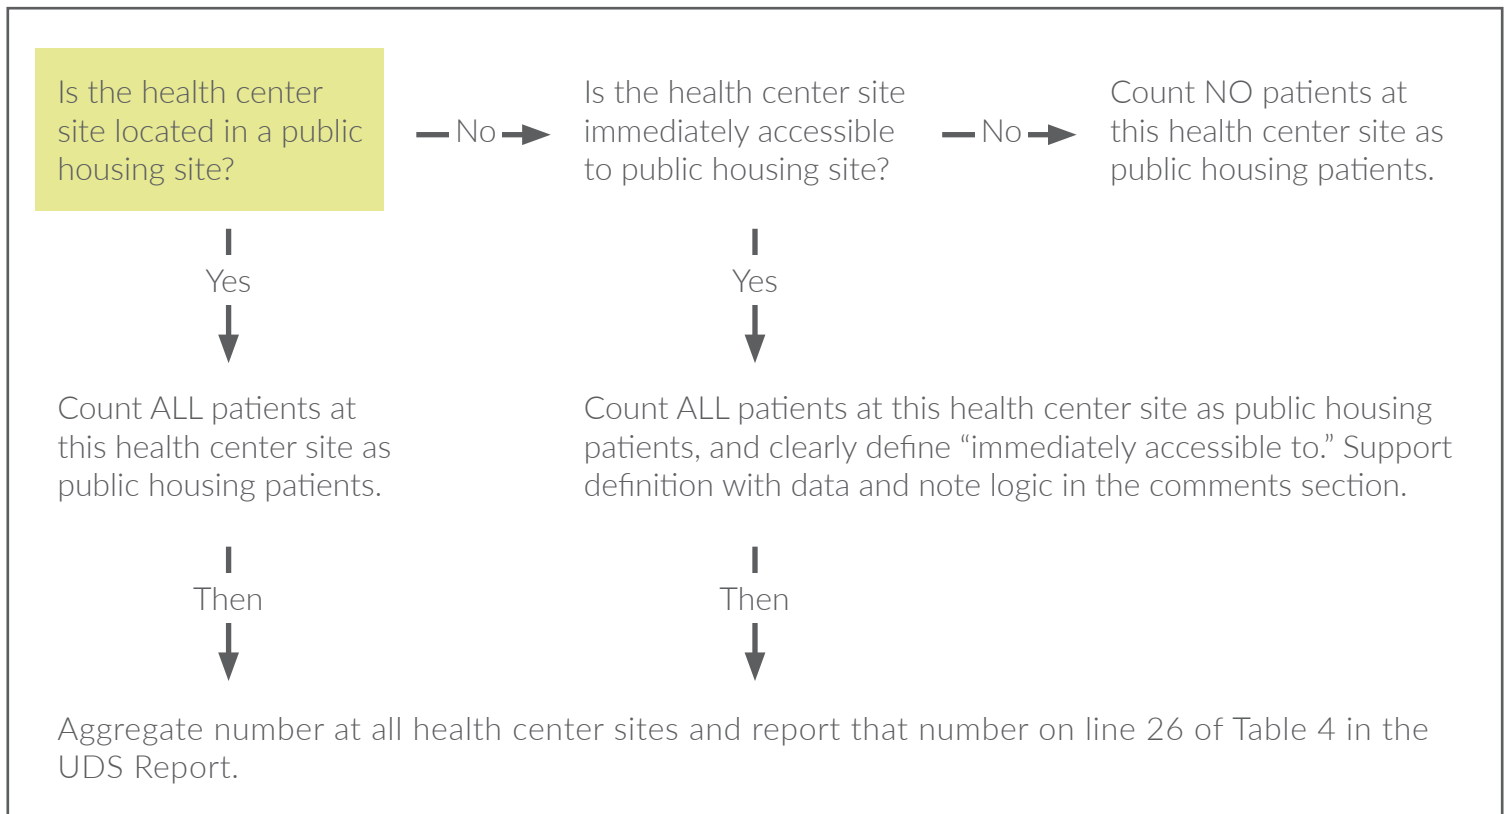 Is the health center
site located in a public
housing site?
No
Is the health center site
immediately accessible
to public housing site?
No
Count NO patients at
this health center site as
public housing patients.
Yes
Yes
Count ALL patients at
this health center site as
public housing patients.
Count ALL patients at this health center site as public housing
patients, and clearly define “immediately accessible to.” Support
definition with data and note logic in the comments section.
Then
Then
Aggregate number at all health center sites and report that number on line 26 of Table 4 in the
UDS Report.